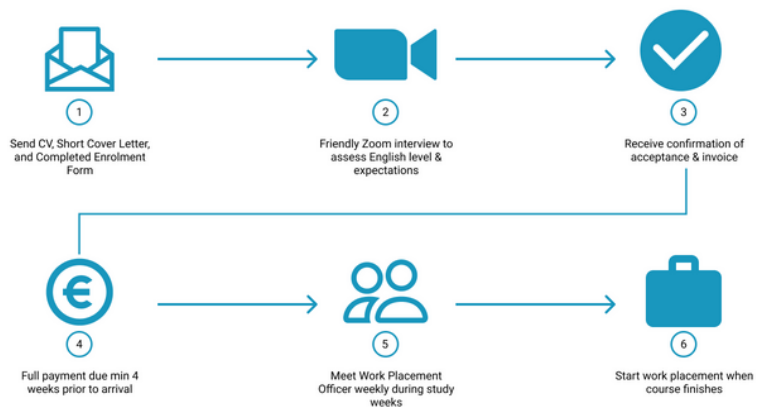 1
Send CV, Short Cover Letter,
and Completed Enrolment
Form
2
Friendly Zoom interview to
assess English level &
expectations
3
Receive confirmation of
acceptance & invoice
€
4
Full payment due min 4
weeks prior to arrival
5
Meet Work Placement
Officer weekly during study
weeks
6
Start work placement when
course finishes